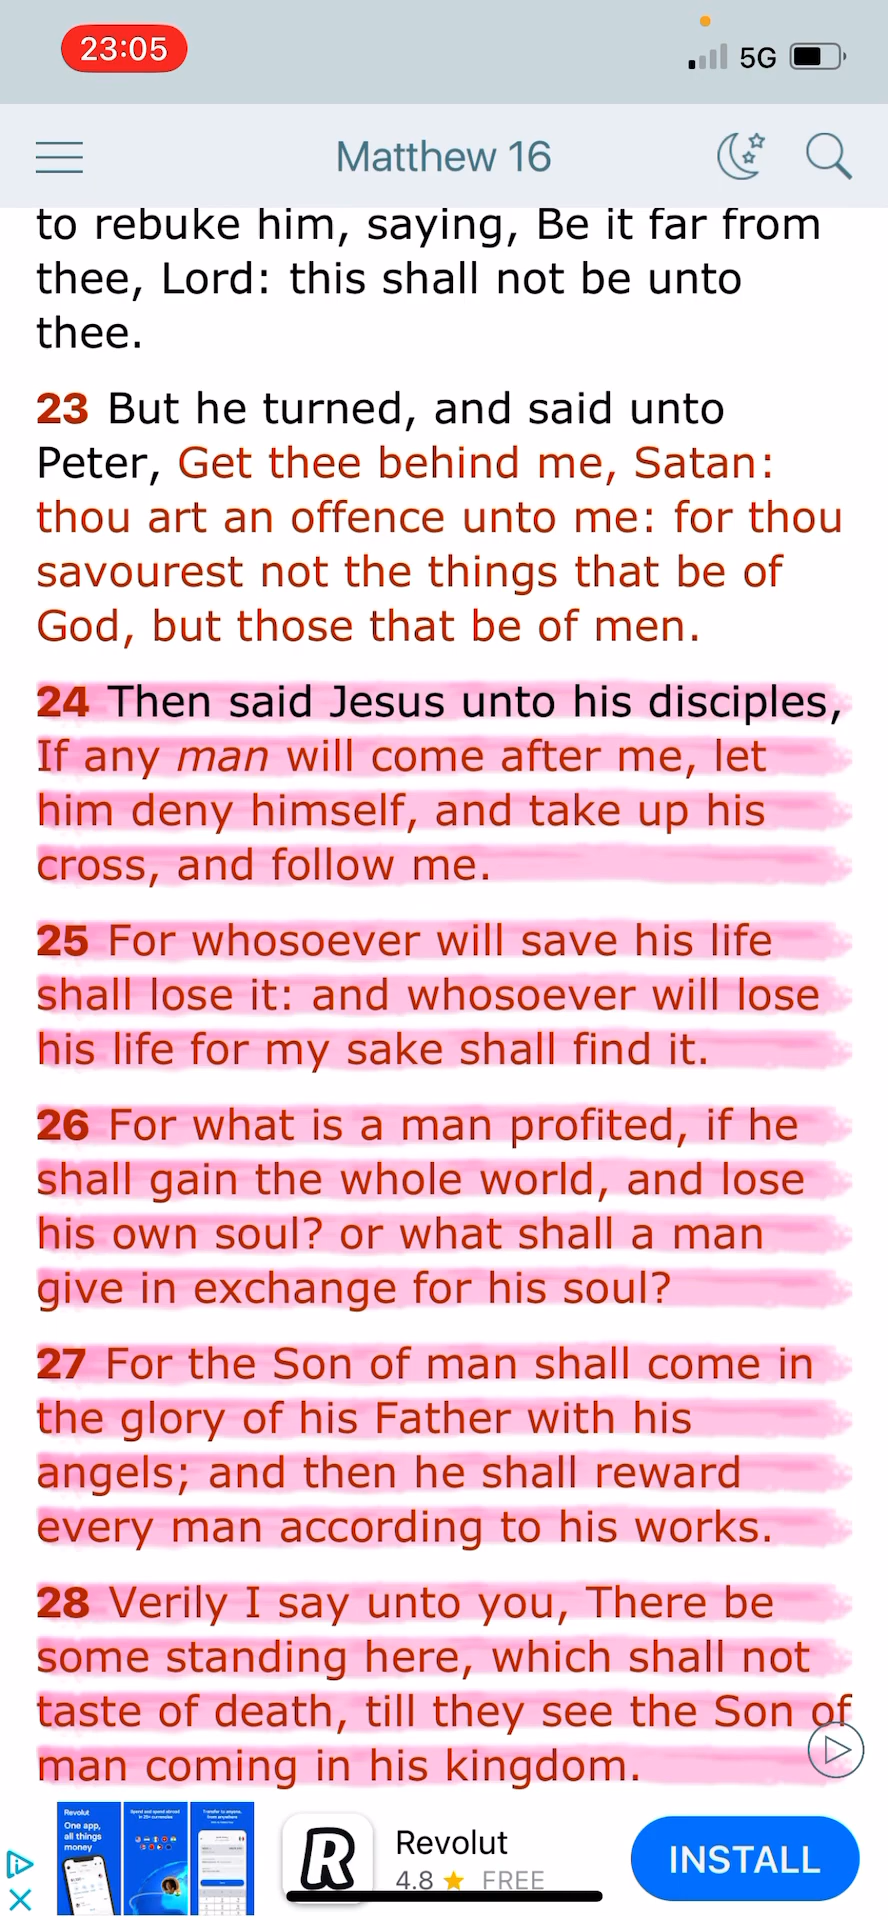 23:05
5G
Matthew 16
to rebuke him, saying, Be it far from
thee, Lord: this shall not be unto
thee.
23 But he turned, and said unto
Peter, Get thee behind me, Satan:
thou art an offence unto me: for thou
savourest not the things that be of
God, but those that be of men.
24 Then said Jesus unto his disciples,
If any man will come after me, let
him deny himself, and take up his
cross, and follow me.
25 For whosoever will save his life
shall lose it: and whosoever will lose
his life for my sake shall find it.
26 For what is a man profited, if he
shall gain the whole world, and lose
his own soul? or what shall a man
give in exchange for his soul?
27 For the Son of man shall come in
the glory of his Father with his
angels; and then he shall reward
every man according to his works.
28 Verily I say unto you, There be
some standing here, which shall not
taste of death, till they see the Son of
man coming in his kingdom.
Revolut
One app,
all things
money
Spend and spend abroad
Transfer to anyone,
from anywhere
R
Revolut
4.8 ★ FREE
INSTALL